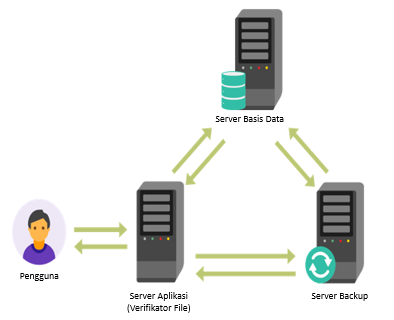 Server Basis Data
Pengguna
Server Aplikasi
(Verifikator File)
Server Backup